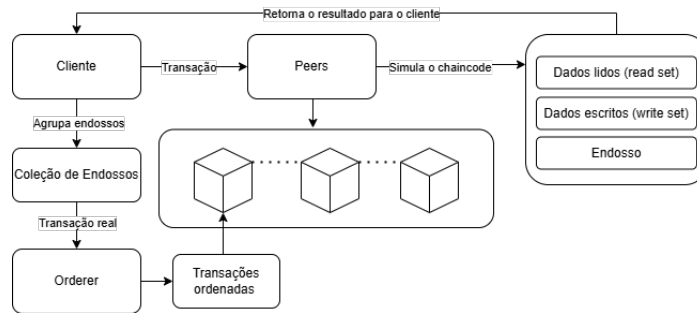 Retorna o resultado para o cliente
Cliente
Transação
Peers
Simula o chaincode
Dados lidos (read set)
Dados escritos (write set)
Endosso
Agrupa endossos
Coleção de Endossos
Transação real
Orderer
Transações
ordenadas